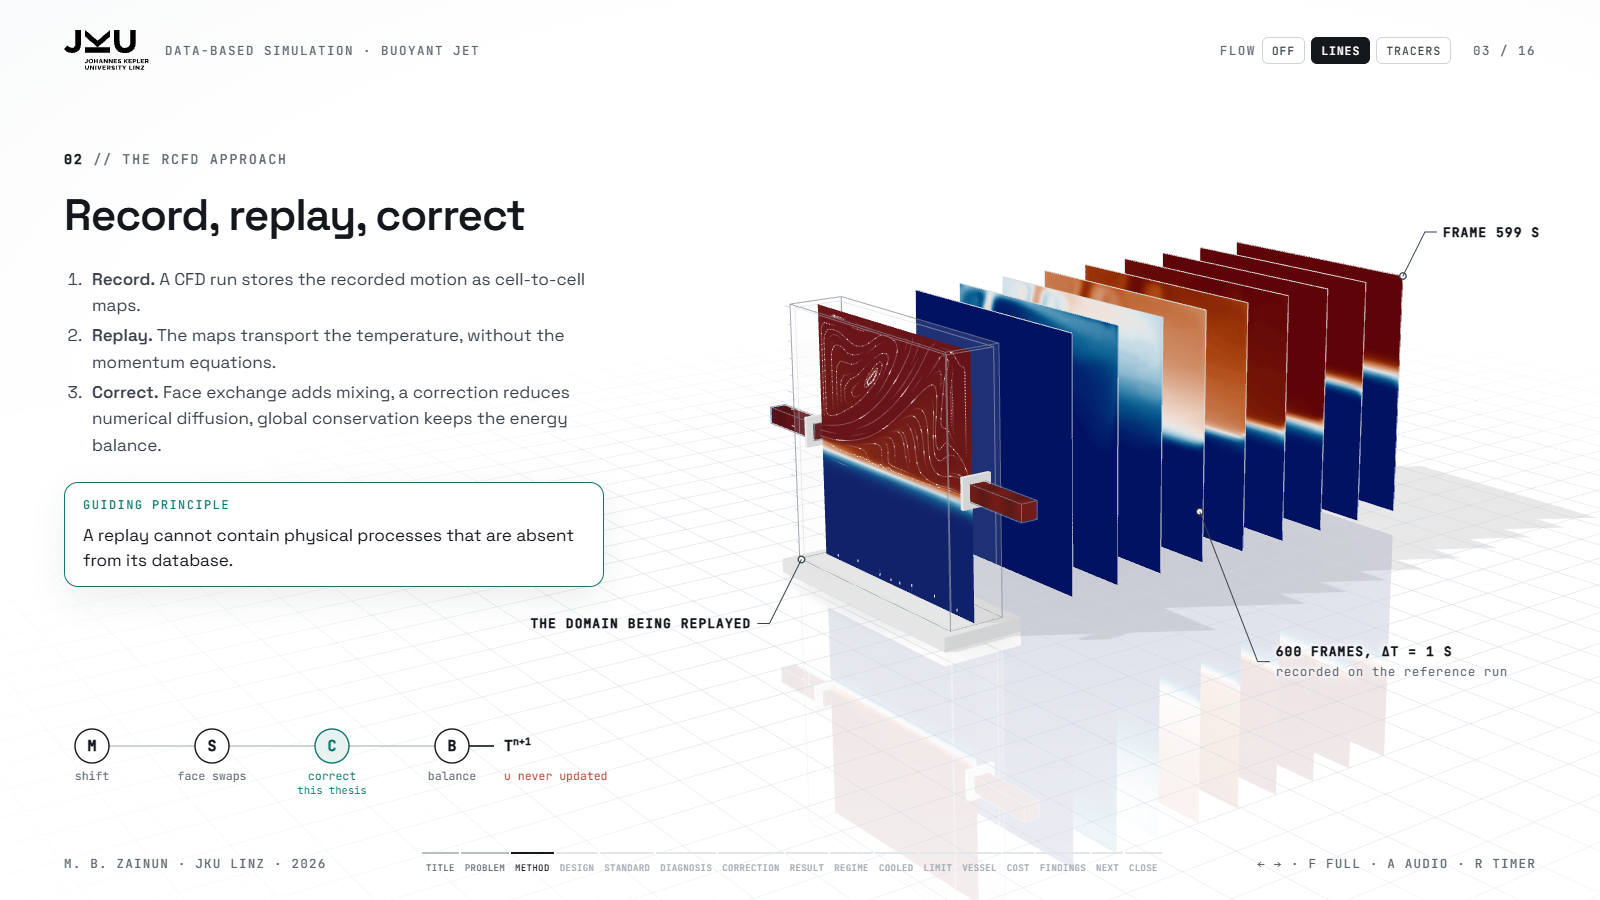 JKU
JOHANNES KEPLER
UNIVERSITY LINZ
DATA-BASED SIMULATION · BUOYANT JET
FLOW OFF LINES TRACERS 03 / 16
02 // THE RCFD APPROACH
Record, replay, correct
1. Record. A CFD run stores the recorded motion as cell-to-cell
maps.
2. Replay. The maps transport the temperature, without the
momentum equations.
3. Correct. Face exchange adds mixing, a correction reduces
numerical diffusion, global conservation keeps the energy
balance.
GUIDING PRINCIPLE
A replay cannot contain physical processes that are absent
from its database.
FRAME 599 S
THE DOMAIN BEING REPLAYED
600 FRAMES, ΔT = 1 S
recorded on the reference run
M S C B Tⁿ⁺¹
shift face swaps correct balance u never updated
this thesis
M. B. ZAINUN · JKU LINZ · 2026
TITLE PROBLEM METHOD DESIGN STANDARD DIAGNOSIS CORRECTION RESULT REGIME COOLED LIMIT VESSEL COST FINDINGS NEXT CLOSE
← → · F FULL · A AUDIO · R TIMER